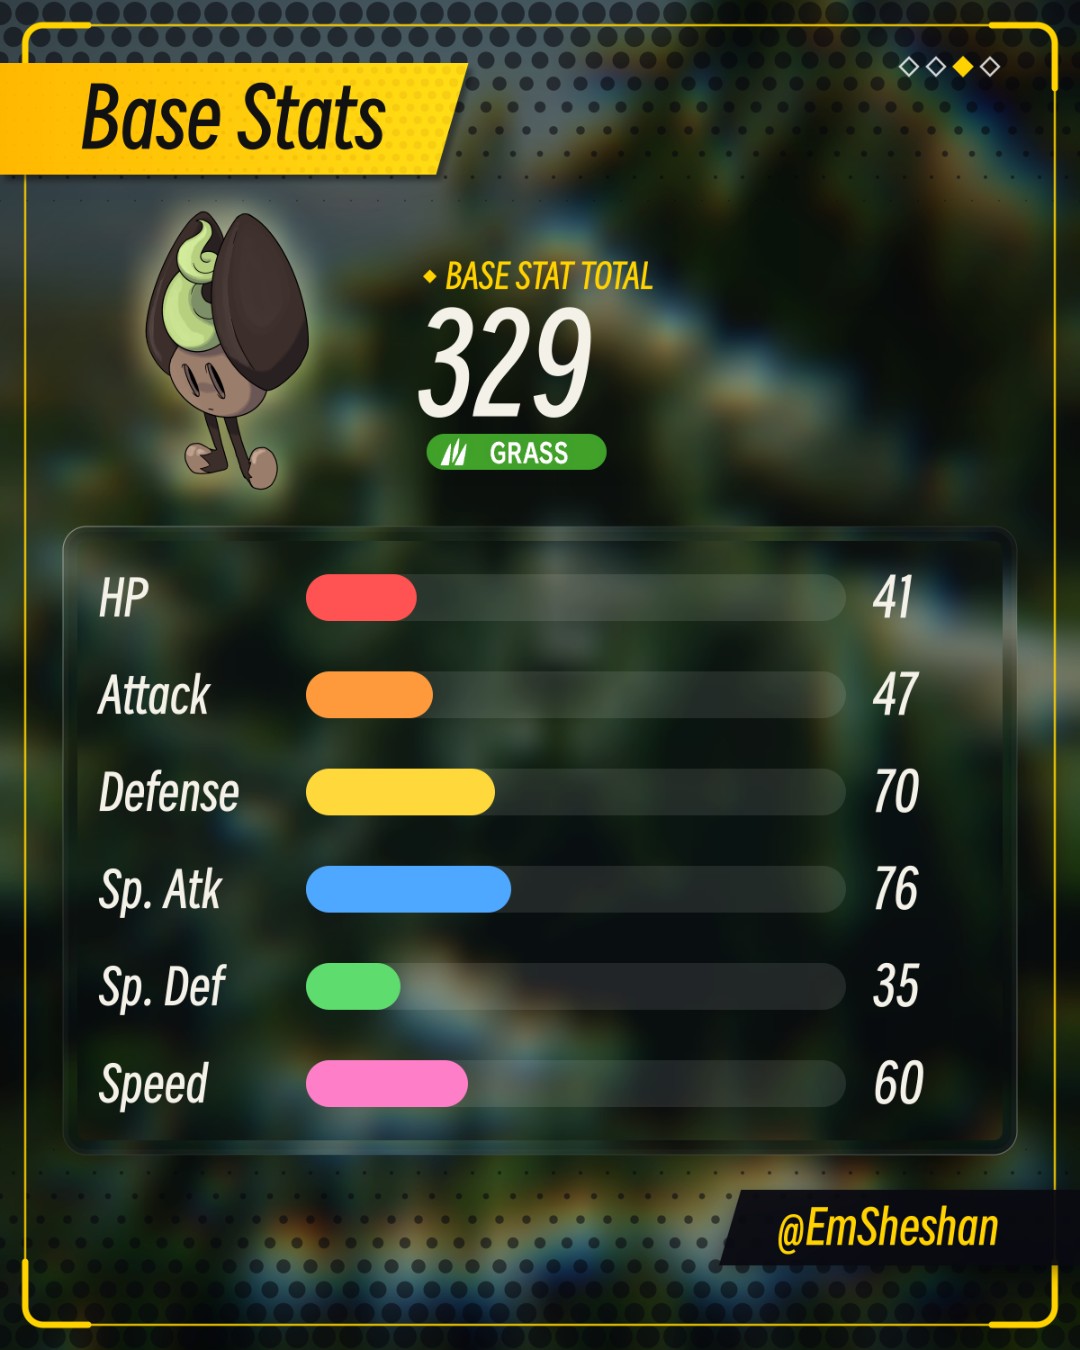 Base Stats
BASE STAT TOTAL
329
GRASS
HP 41
Attack 47
Defense 70
Sp. Atk 76
Sp. Def 35
Speed 60
@EmSheshan